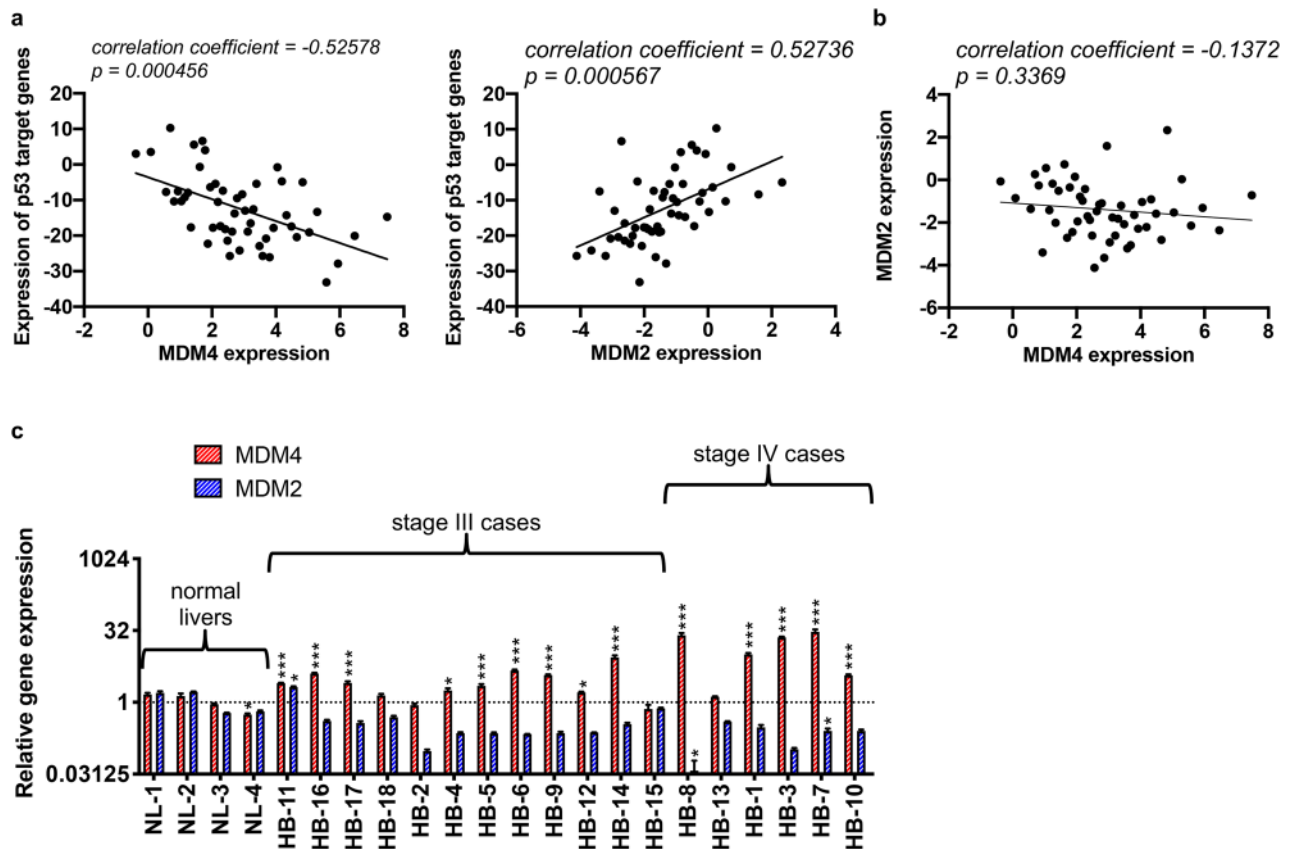 a
correlation coefficient = -0.52578
p = 0.000456
Expression of p53 target genes
20
10
0
-10
-20
-30
-40
-2
0
2
4
6
8
MDM4 expression
correlation coefficient = 0.52736
p = 0.000567
Expression of p53 target genes
20
10
0
-10
-20
-30
-40
-6
-4
-2
0
2
4
MDM2 expression
b
correlation coefficient = -0.1372
p = 0.3369
MDM2 expression
4
2
0
-2
-4
-6
-2
0
2
4
6
8
MDM4 expression
c
MDM4
MDM2
normal
livers
stage III cases
stage IV cases
Relative gene expression
1024
32
1
0.03125
*
***
*
***
***
*
***
***
***
*
***
***
*
***
***
***
*
***
NL-1
NL-2
NL-3
NL-4
HB-11
HB-16
HB-17
HB-18
HB-2
HB-4
HB-5
HB-6
HB-9
HB-12
HB-14
HB-15
HB-8
HB-13
HB-1
HB-3
HB-7
HB-10